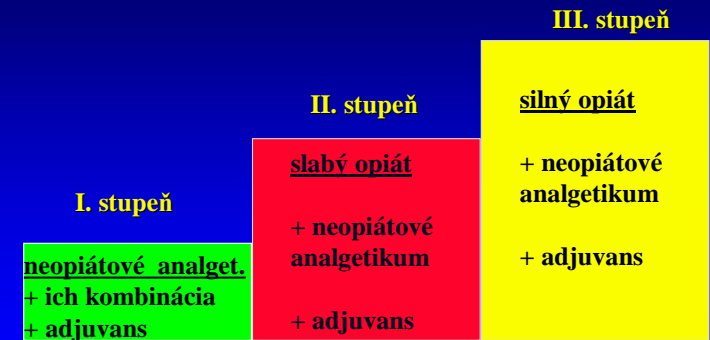 I. stupeň
neopiátové analget.
+ ich kombinácia
+ adjuvans
II. stupeň
slabý opiát
+ neopiátové
analgetikum
+ adjuvans
III. stupeň
silný opiát
+ neopiátové
analgetikum
+ adjuvans